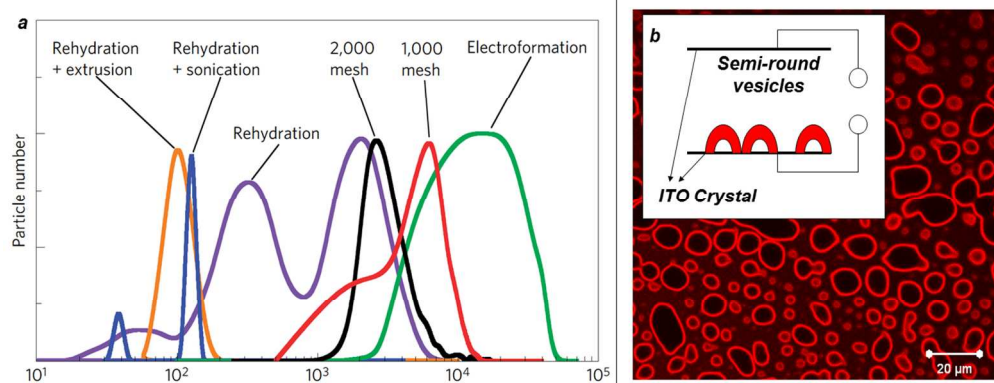 a
Rehydration
+ extrusion
Rehydration
+ sonication
Rehydration
2,000
mesh
1,000
mesh
Electroformation
Particle number
10¹
10²
10³
10⁴
10⁵
b
Semi-round
vesicles
ITO Crystal
20 µm